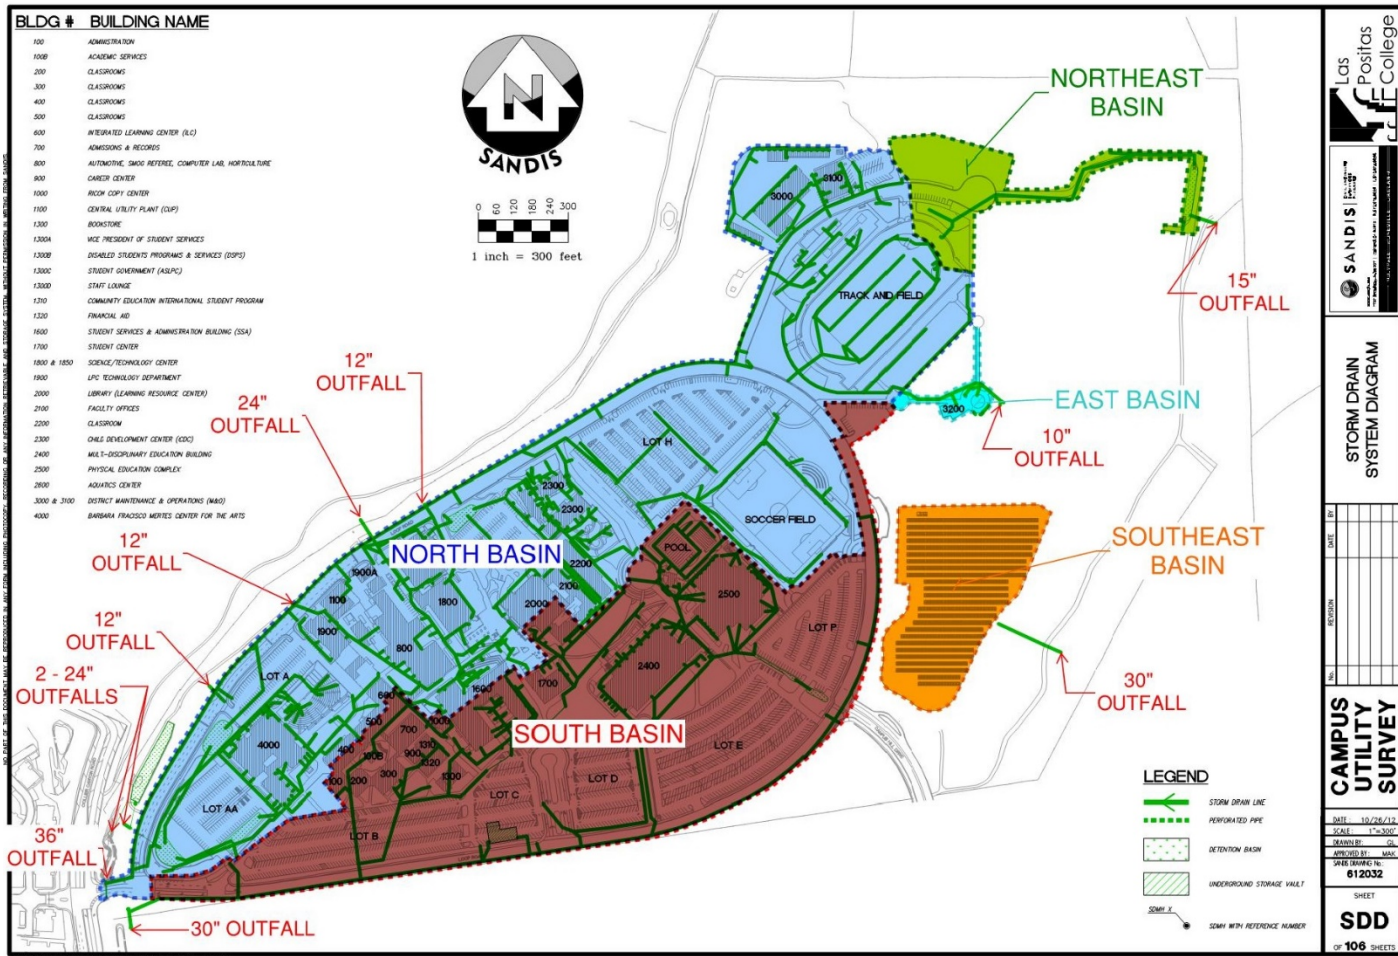 BLDG # BUILDING NAME
100 ADMINISTRATION
100B ACADEMIC SERVICES
200 CLASSROOMS
300 CLASSROOMS
400 CLASSROOMS
500 CLASSROOMS
600 INTEGRATED LEARNING CENTER (ILC)
700 ADMISSIONS & RECORDS
800 AUTOMOTIVE, SMOG REFEREE, COMPUTER LAB, HORTICULTURE
900 CAREER CENTER
1000 RICOH COPY CENTER
1100 CENTRAL UTILITY PLANT (CUP)
1300 BOOKSTORE
1300A VICE PRESIDENT OF STUDENT SERVICES
1300B DISABLED STUDENTS PROGRAMS & SERVICES (DSPS)
1300C STUDENT GOVERNMENT (ASLPC)
1300D STAFF LOUNGE
1310 COMMUNITY EDUCATION INTERNATIONAL STUDENT PROGRAM
1320 FINANCIAL AID
1600 STUDENT SERVICES & ADMINISTRATION BUILDING (SSA)
1700 STUDENT CENTER
1800 & 1850 SCIENCE/TECHNOLOGY CENTER
1900 LPC TECHNOLOGY DEPARTMENT
2000 LIBRARY (LEARNING RESOURCE CENTER)
2100 FACULTY OFFICES
2200 CLASSROOM
2300 CHILD DEVELOPMENT CENTER (CDC)
2400 MULTI-DISCIPLINARY EDUCATION BUILDING
2500 PHYSICAL EDUCATION COMPLEX
2600 AQUATICS CENTER
3000 & 3100 DISTRICT MAINTENANCE & OPERATIONS (M&O)
4000 BARBARA FRACISCO MERTES CENTER FOR THE ARTS
N
SANDIS
0 60 120 180 240 300
1 inch = 300 feet
NORTHEAST
BASIN
15"
OUTFALL
3000
3100
TRACK AND FIELD
EAST BASIN
3200
10"
OUTFALL
SOUTHEAST
BASIN
30"
OUTFALL
12"
OUTFALL
24"
OUTFALL
12"
OUTFALL
12"
OUTFALL
2 - 24"
OUTFALLS
36"
OUTFALL
30" OUTFALL
NORTH BASIN
SOUTH BASIN
LOT H
SOCCER FIELD
2300
2300
POOL
2200
2100
2000
2500
1900A
1100
1800
1900
800
LOT P
2400
1700
1600
LOT A
600
500
1000
700
4000
400
100B
900
1310
1320
1300
100
200
300
LOT AA
LOT B
LOT C
LOT D
LOT E
LEGEND
STORM DRAIN LINE
PERFORATED PIPE
DETENTION BASIN
UNDERGROUND STORAGE VAULT
SDMH X
SDMH WITH REFERENCE NUMBER
Las
Positas
College
SANDIS
STORM DRAIN
SYSTEM DIAGRAM
No. REVISION DATE BY
CAMPUS
UTILITY
SURVEY
DATE: 10/26/12
SCALE: 1"=300'
DRAWN BY: GL
APPROVED BY: MAK
SANDIS DRAWING No:
612032
SHEET
SDD
OF 106 SHEETS